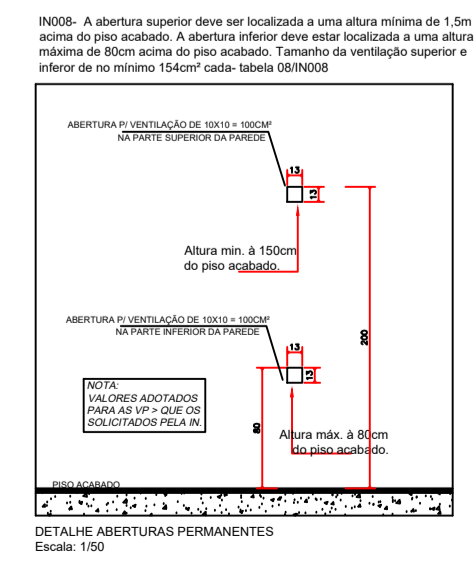 IN008- A abertura superior deve ser localizada a uma altura mínima de 1,5m
acima do piso acabado. A abertura inferior deve estar localizada a uma altura
máxima de 80cm acima do piso acabado. Tamanho da ventilação superior e
inferor de no mínimo 154cm² cada- tabela 08/IN008
ABERTURA P/ VENTILAÇÃO DE 10X10 = 100CM²
NA PARTE SUPERIOR DA PAREDE
13
13
Altura min. à 150cm
do piso acabado.
200
ABERTURA P/ VENTILAÇÃO DE 10X10 = 100CM²
NA PARTE INFERIOR DA PAREDE
13
13
NOTA:
VALORES ADOTADOS
PARA AS VP > QUE OS
SOLICITADOS PELA IN.
80
Altura máx. à 80cm
do piso acabado.
PISO ACABADO
DETALHE ABERTURAS PERMANENTES
Escala: 1/50